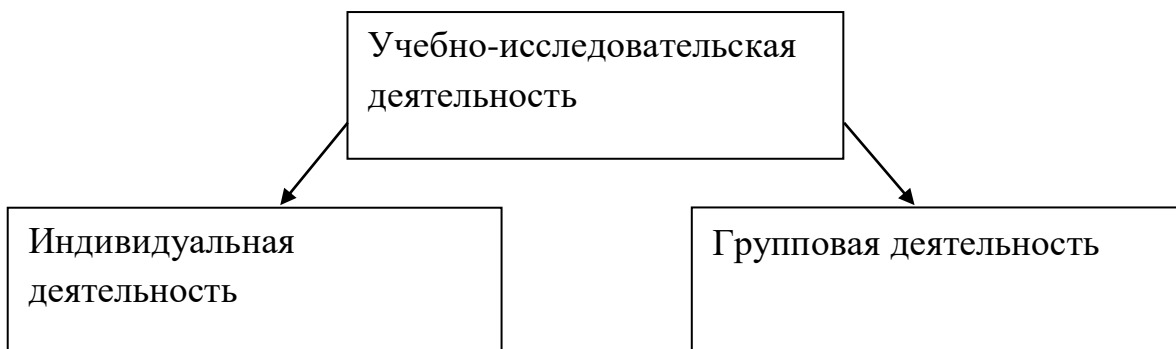 Учебно-исследовательская
деятельность
Индивидуальная
деятельность
Групповая деятельность